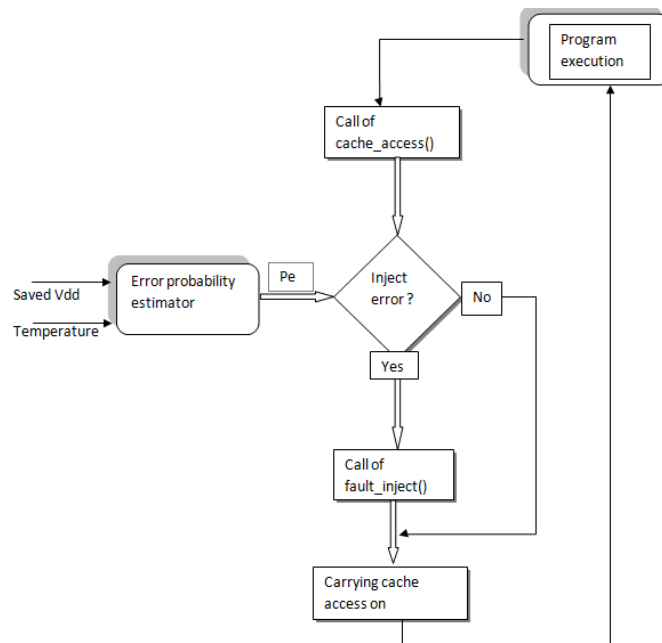 Program
execution
Call of
cache_access()
Saved Vdd
Temperature
Error probability
estimator
Pe
Inject
error ?
No
Yes
Call of
fault_inject()
Carrying cache
access on